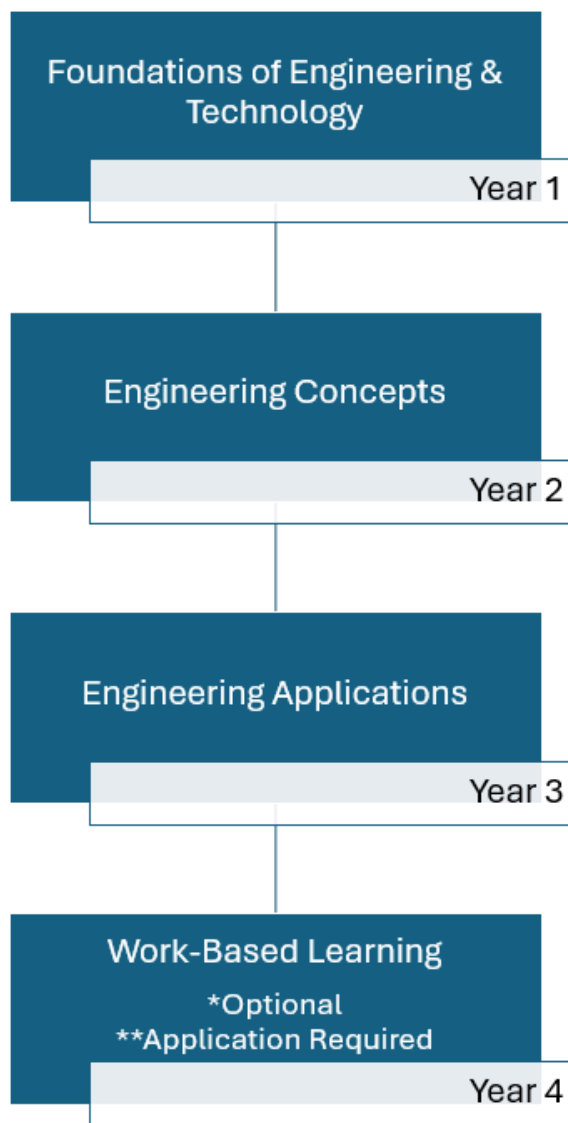 Foundations of Engineering &
Technology
Year 1
Engineering Concepts
Year 2
Engineering Applications
Year 3
Work-Based Learning
*Optional
**Application Required
Year 4